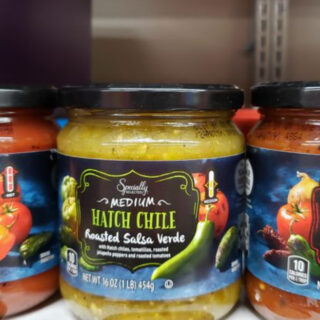 Specially
SELECTED
MEDIUM
HATCH CHILE
Roasted Salsa Verde
with Hatch chiles, tomatillos, roasted
jalapeño peppers and roasted tomatoes
NET WT 16 OZ (1 LB) 454g
10
10
CALORIES